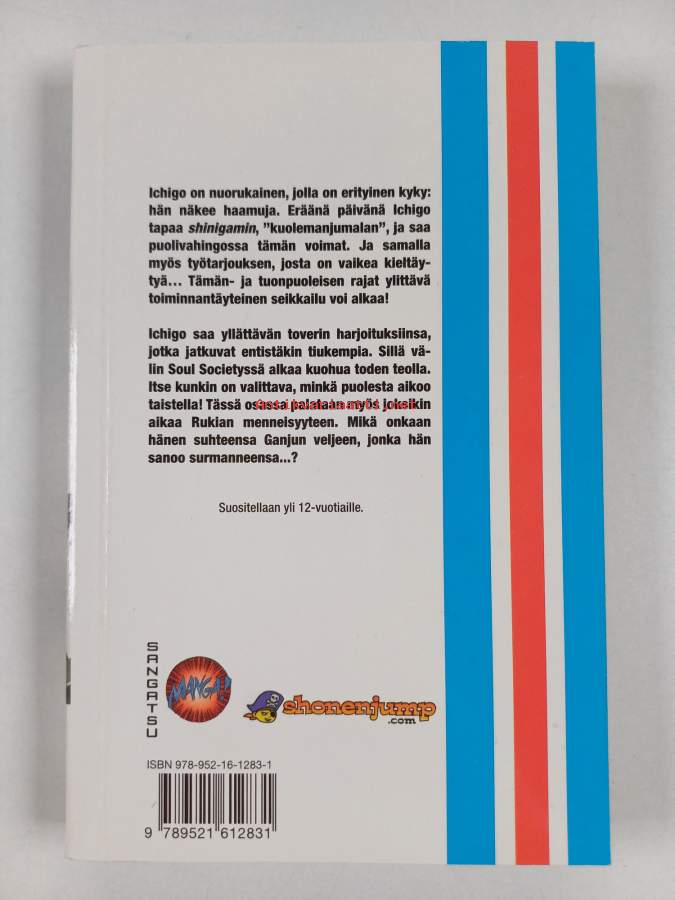 Ichigo on nuorukainen, jolla on erityinen kyky:
hän näkee haamuja. Eräänä päivänä Ichigo
tapaa shinigamin, ”kuolemanjumalan”, ja saa
puolivahingossa tämän voimat. Ja samalla
myös työtarjouksen, josta on vaikea kieltäy-
tyä... Tämän- ja tuonpuoleisen rajat ylittävä
toiminnantäyteinen seikkailu voi alkaa!
Ichigo saa yllättävän toverin harjoituksiinsa,
jotka jatkuvat entistäkin tiukempia. Sillä vä-
lin Soul Societyssä alkaa kuohua toden teolla.
Itse kunkin on valittava, minkä puolesta aikoo
taistella! Tässä osassa palataan myös joksikin
aikaa Rukian menneisyyteen. Mikä onkaan
hänen suhteensa Ganjun veljeen, jonka hän
sanoo surmanneensa...?
Suositellaan yli 12-vuotiaille.
SANGATSU
MANGA!
shonenjump
.com
ISBN 978-952-16-1283-1
9 789521 612831